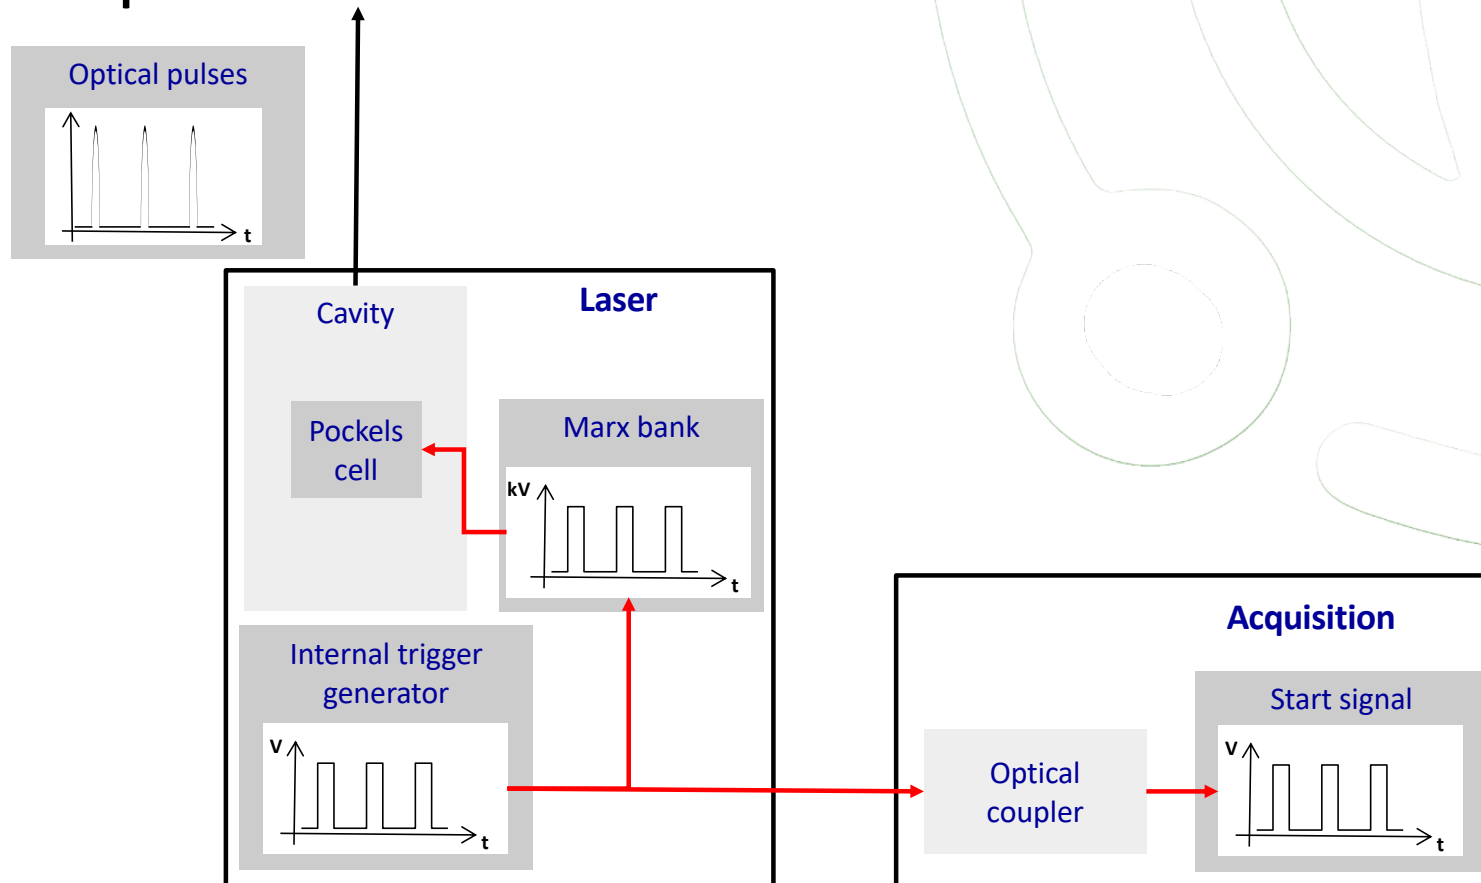 Optical pulses
t
Cavity
Laser
Pockels
cell
Marx bank
kV
t
Internal trigger
generator
V
t
Acquisition
Optical
coupler
Start signal
V
t